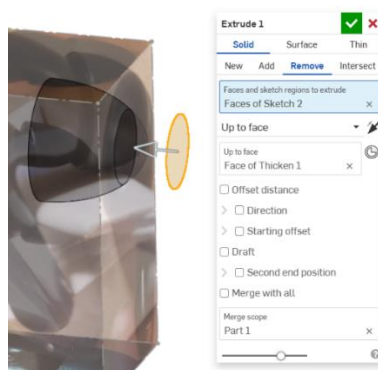 Extrude 1
Solid Surface Thin
New Add Remove Intersect
Faces and sketch regions to extrude
Faces of Sketch 2
Up to face
Up to face
Face of Thicken 1
Offset distance
Direction
Starting offset
Draft
Second end position
Merge with all
Merge scope
Part 1